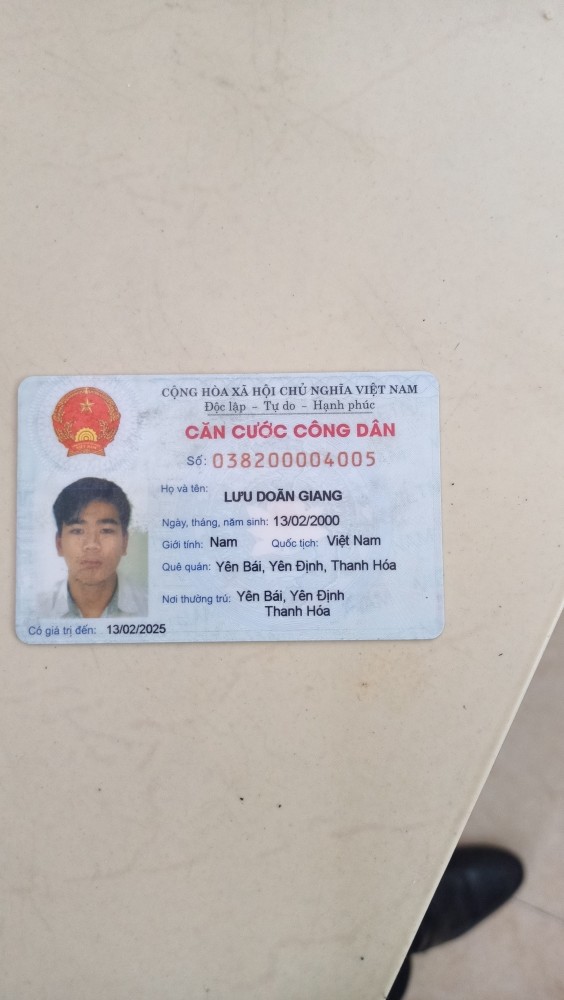 CỘNG HÒA XÃ HỘI CHỦ NGHĨA VIỆT NAM
Độc lập – Tự do – Hạnh phúc
CĂN CƯỚC CÔNG DÂN
Số: 038200004005
Họ và tên: LƯU DOÃN GIANG
Ngày, tháng, năm sinh: 13/02/2000
Giới tính: Nam Quốc tịch: Việt Nam
Quê quán: Yên Bái, Yên Định, Thanh Hóa
Nơi thường trú: Yên Bái, Yên Định
Thanh Hóa
Có giá trị đến: 13/02/2025